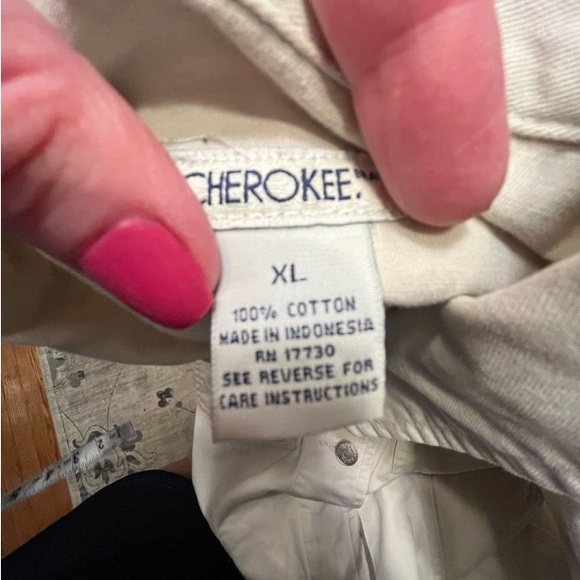 CHEROKEE.
XL
100% COTTON
MADE IN INDONESIA
RN 17730
SEE REVERSE FOR
CARE INSTRUCTIONS